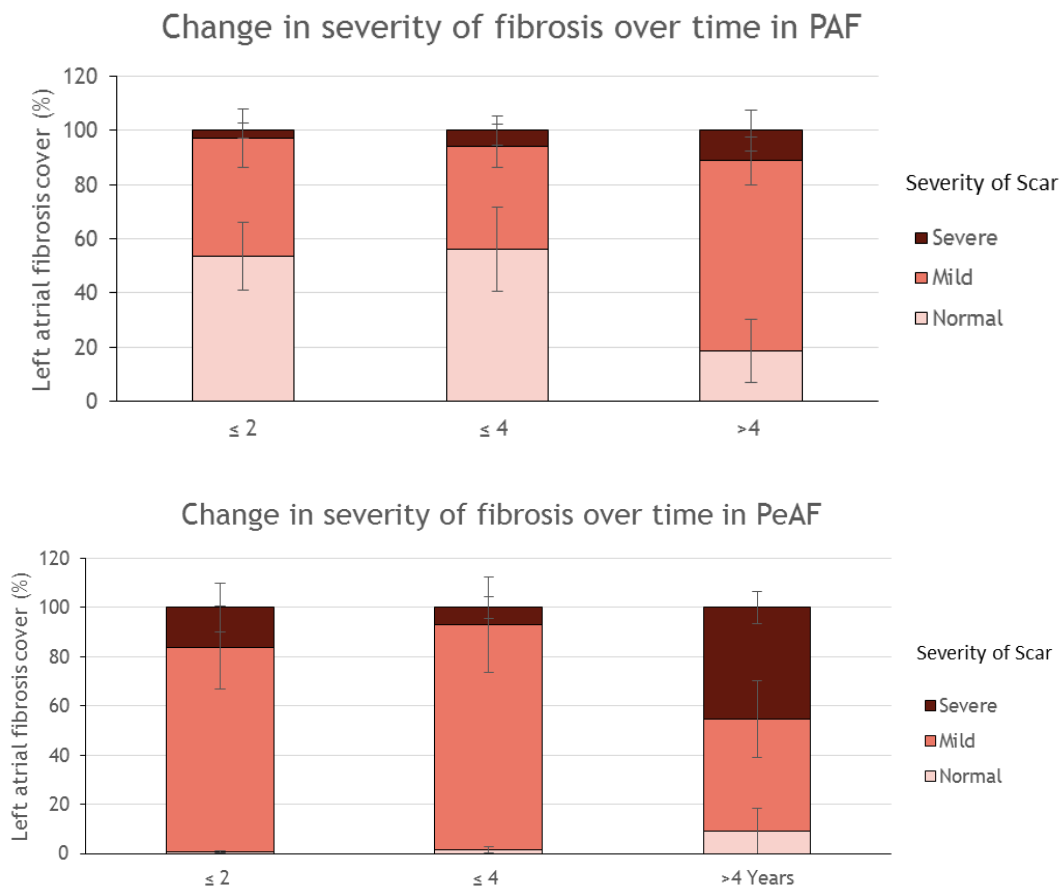 Change in severity of fibrosis over time in PAF
Left atrial fibrosis cover (%)
120
100
80
60
40
20
0
≤ 2
≤ 4
>4
Severity of Scar
Severe
Mild
Normal
Change in severity of fibrosis over time in PeAF
Left atrial fibrosis cover (%)
120
100
80
60
40
20
0
≤ 2
≤ 4
>4 Years
Severity of Scar
Severe
Mild
Normal